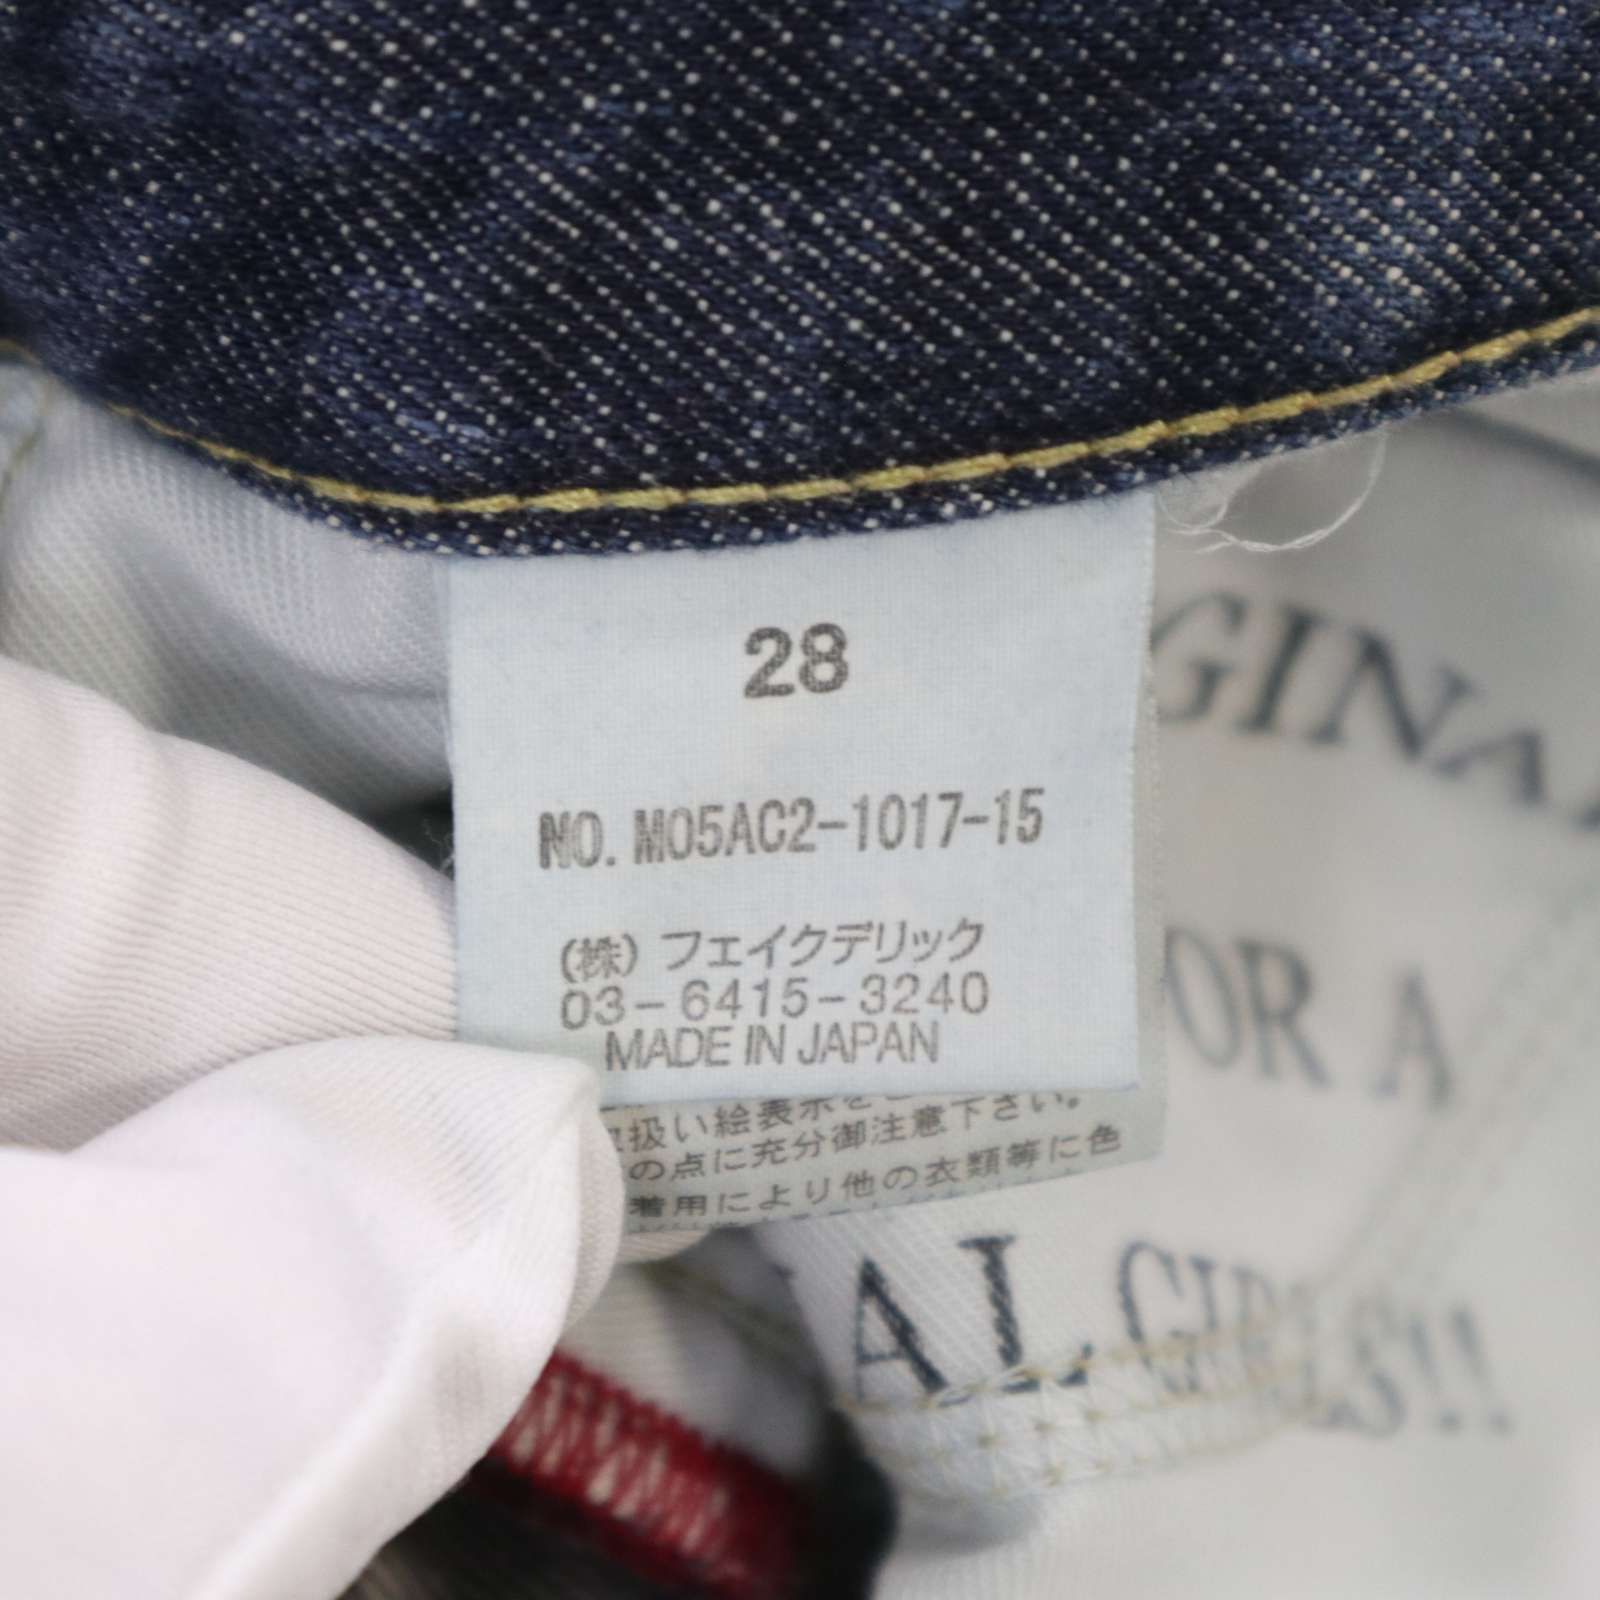 28
NO. M05AC2-1017-15
(株) フェイクデリック
03-6415-3240
MADE IN JAPAN
扱い絵表示をご
の点に充分御注意下さい。
着用により他の衣類等に色
GINA
OR A
AL GIRLS!!